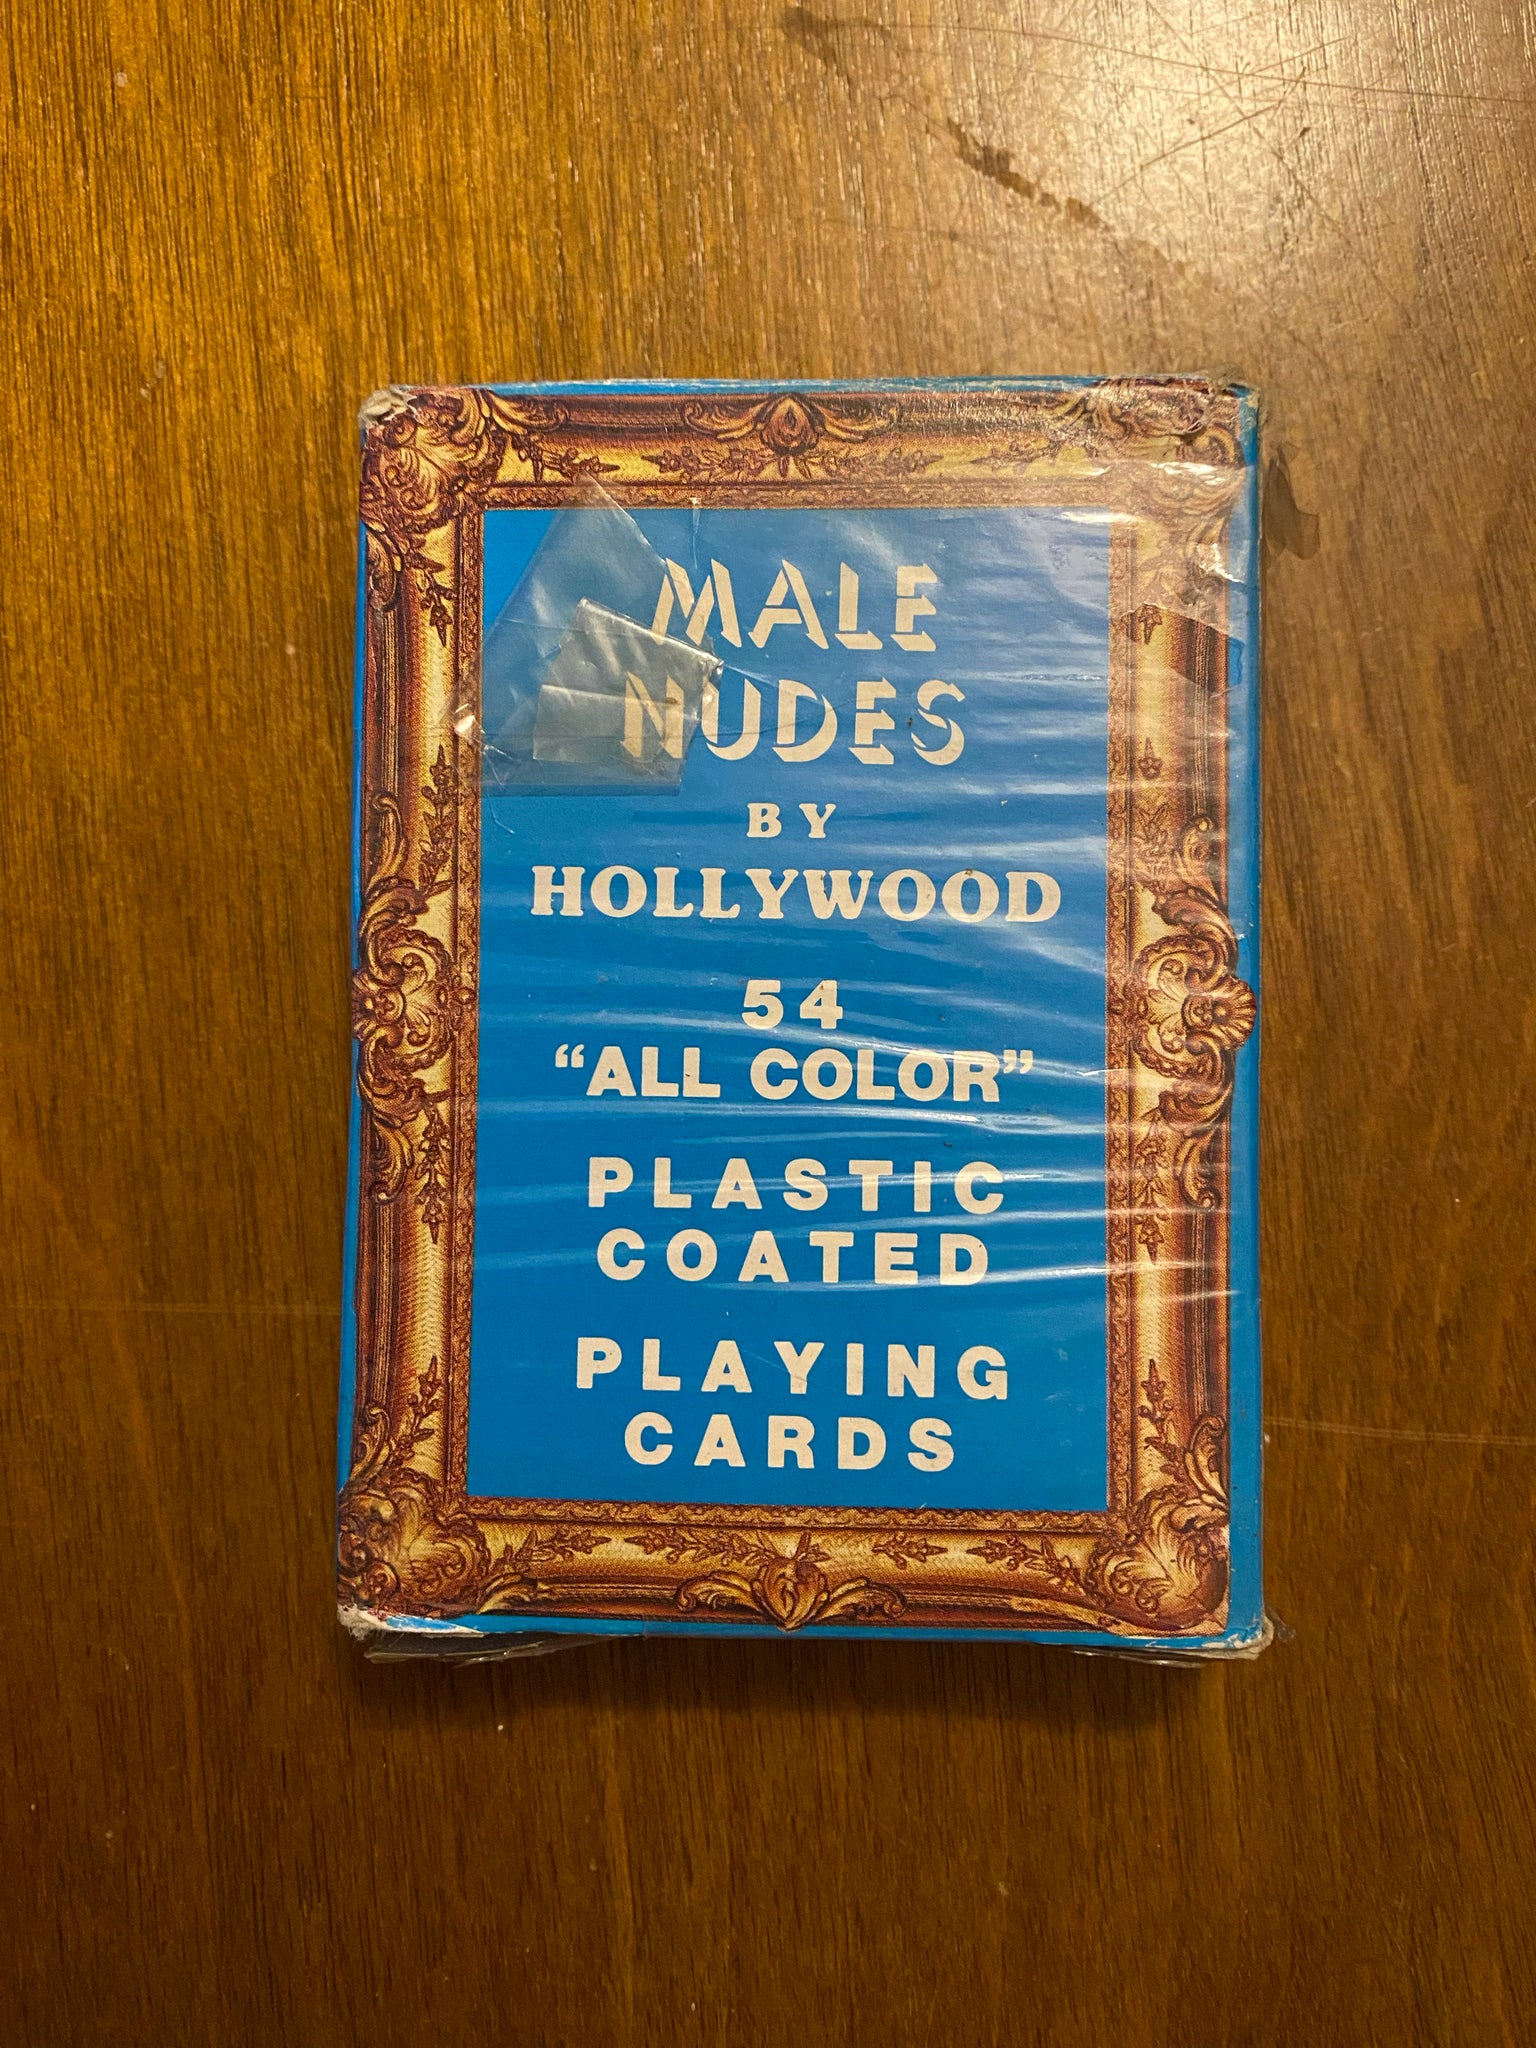 MALE
NUDES
BY
HOLLYWOOD
54
“ALL COLOR”
PLASTIC
COATED
PLAYING
CARDS